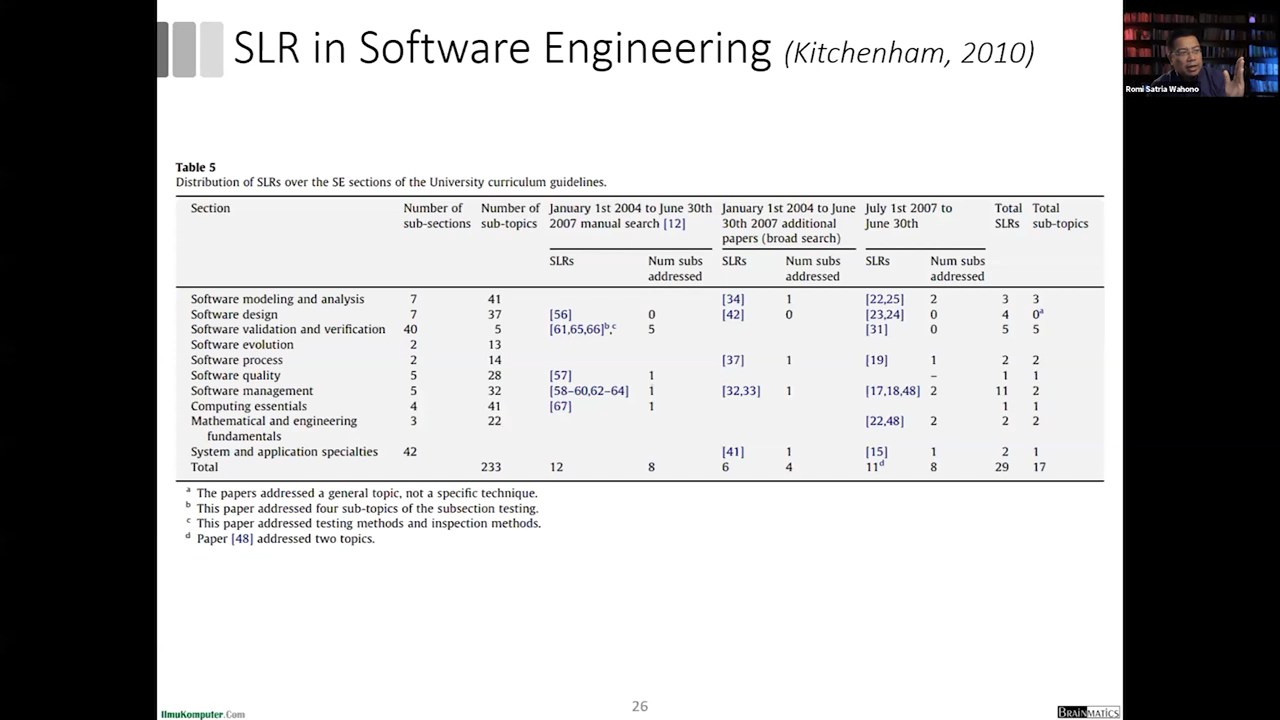 SLR in Software Engineering (Kitchenham, 2010)
Romi Satria Wahono
Table 5
Distribution of SLRs over the SE sections of the University curriculum guidelines.
Section Number of sub-sections Number of sub-topics January 1st 2004 to June 30th 2007 manual search [12] January 1st 2004 to June 30th 2007 additional papers (broad search) July 1st 2007 to June 30th Total SLRs Total sub-topics
SLRs Num subs addressed SLRs Num subs addressed SLRs Num subs addressed
Software modeling and analysis 7 41 [34] 1 [22,25] 2 3 3
Software design 7 37 [56] 0 [42] 0 [23,24] 0 4 0a
Software validation and verification 40 5 [61,65,66]b,c 5 [31] 0 5 5
Software evolution 2 13
Software process 2 14 [37] 1 [19] 1 2 2
Software quality 5 28 [57] 1 – 1 1
Software management 5 32 [58–60,62–64] 1 [32,33] 1 [17,18,48] 2 11 2
Computing essentials 4 41 [67] 1 1 1
Mathematical and engineering fundamentals 3 22 [22,48] 2 2 2
System and application specialties 42 [41] 1 [15] 1 2 1
Total 233 12 8 6 4 11d 8 29 17
a The papers addressed a general topic, not a specific technique.
b This paper addressed four sub-topics of the subsection testing.
c This paper addressed testing methods and inspection methods.
d Paper [48] addressed two topics.
IlmuKomputer.Com
26
BRAINMATICS